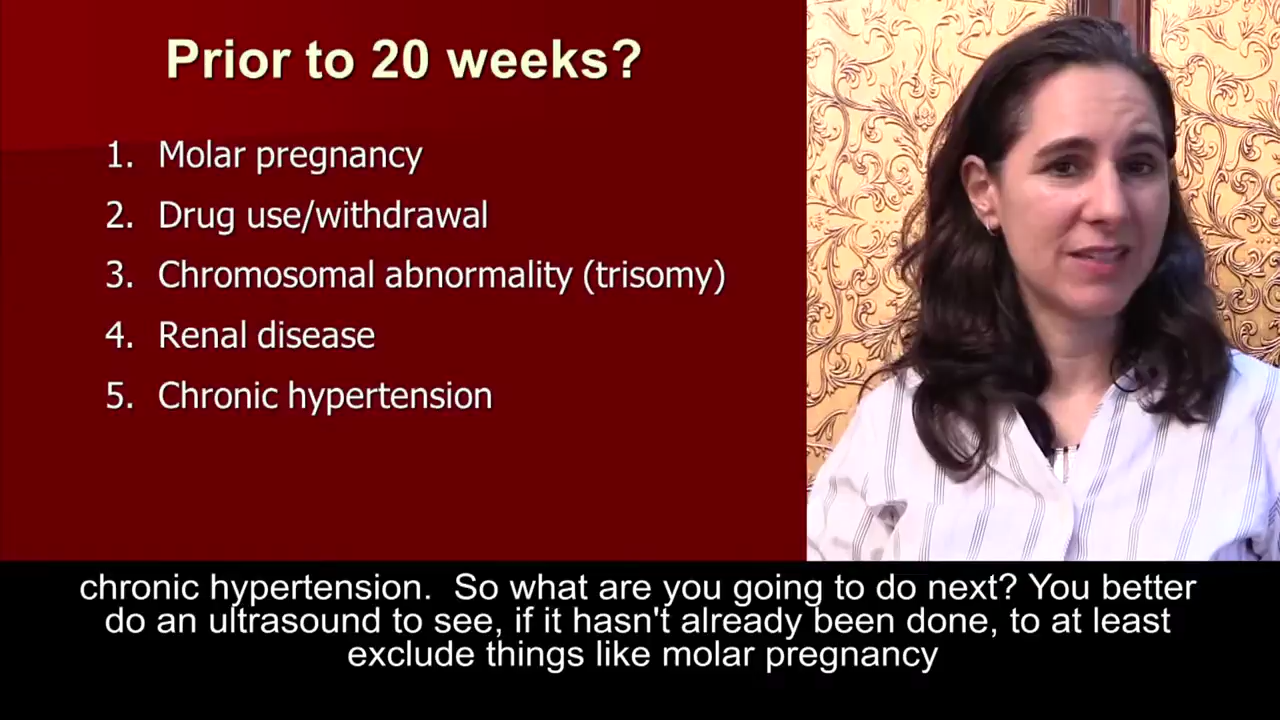 Prior to 20 weeks?
1. Molar pregnancy
2. Drug use/withdrawal
3. Chromosomal abnormality (trisomy)
4. Renal disease
5. Chronic hypertension
chronic hypertension.  So what are you going to do next? You better
do an ultrasound to see, if it hasn't already been done, to at least
exclude things like molar pregnancy